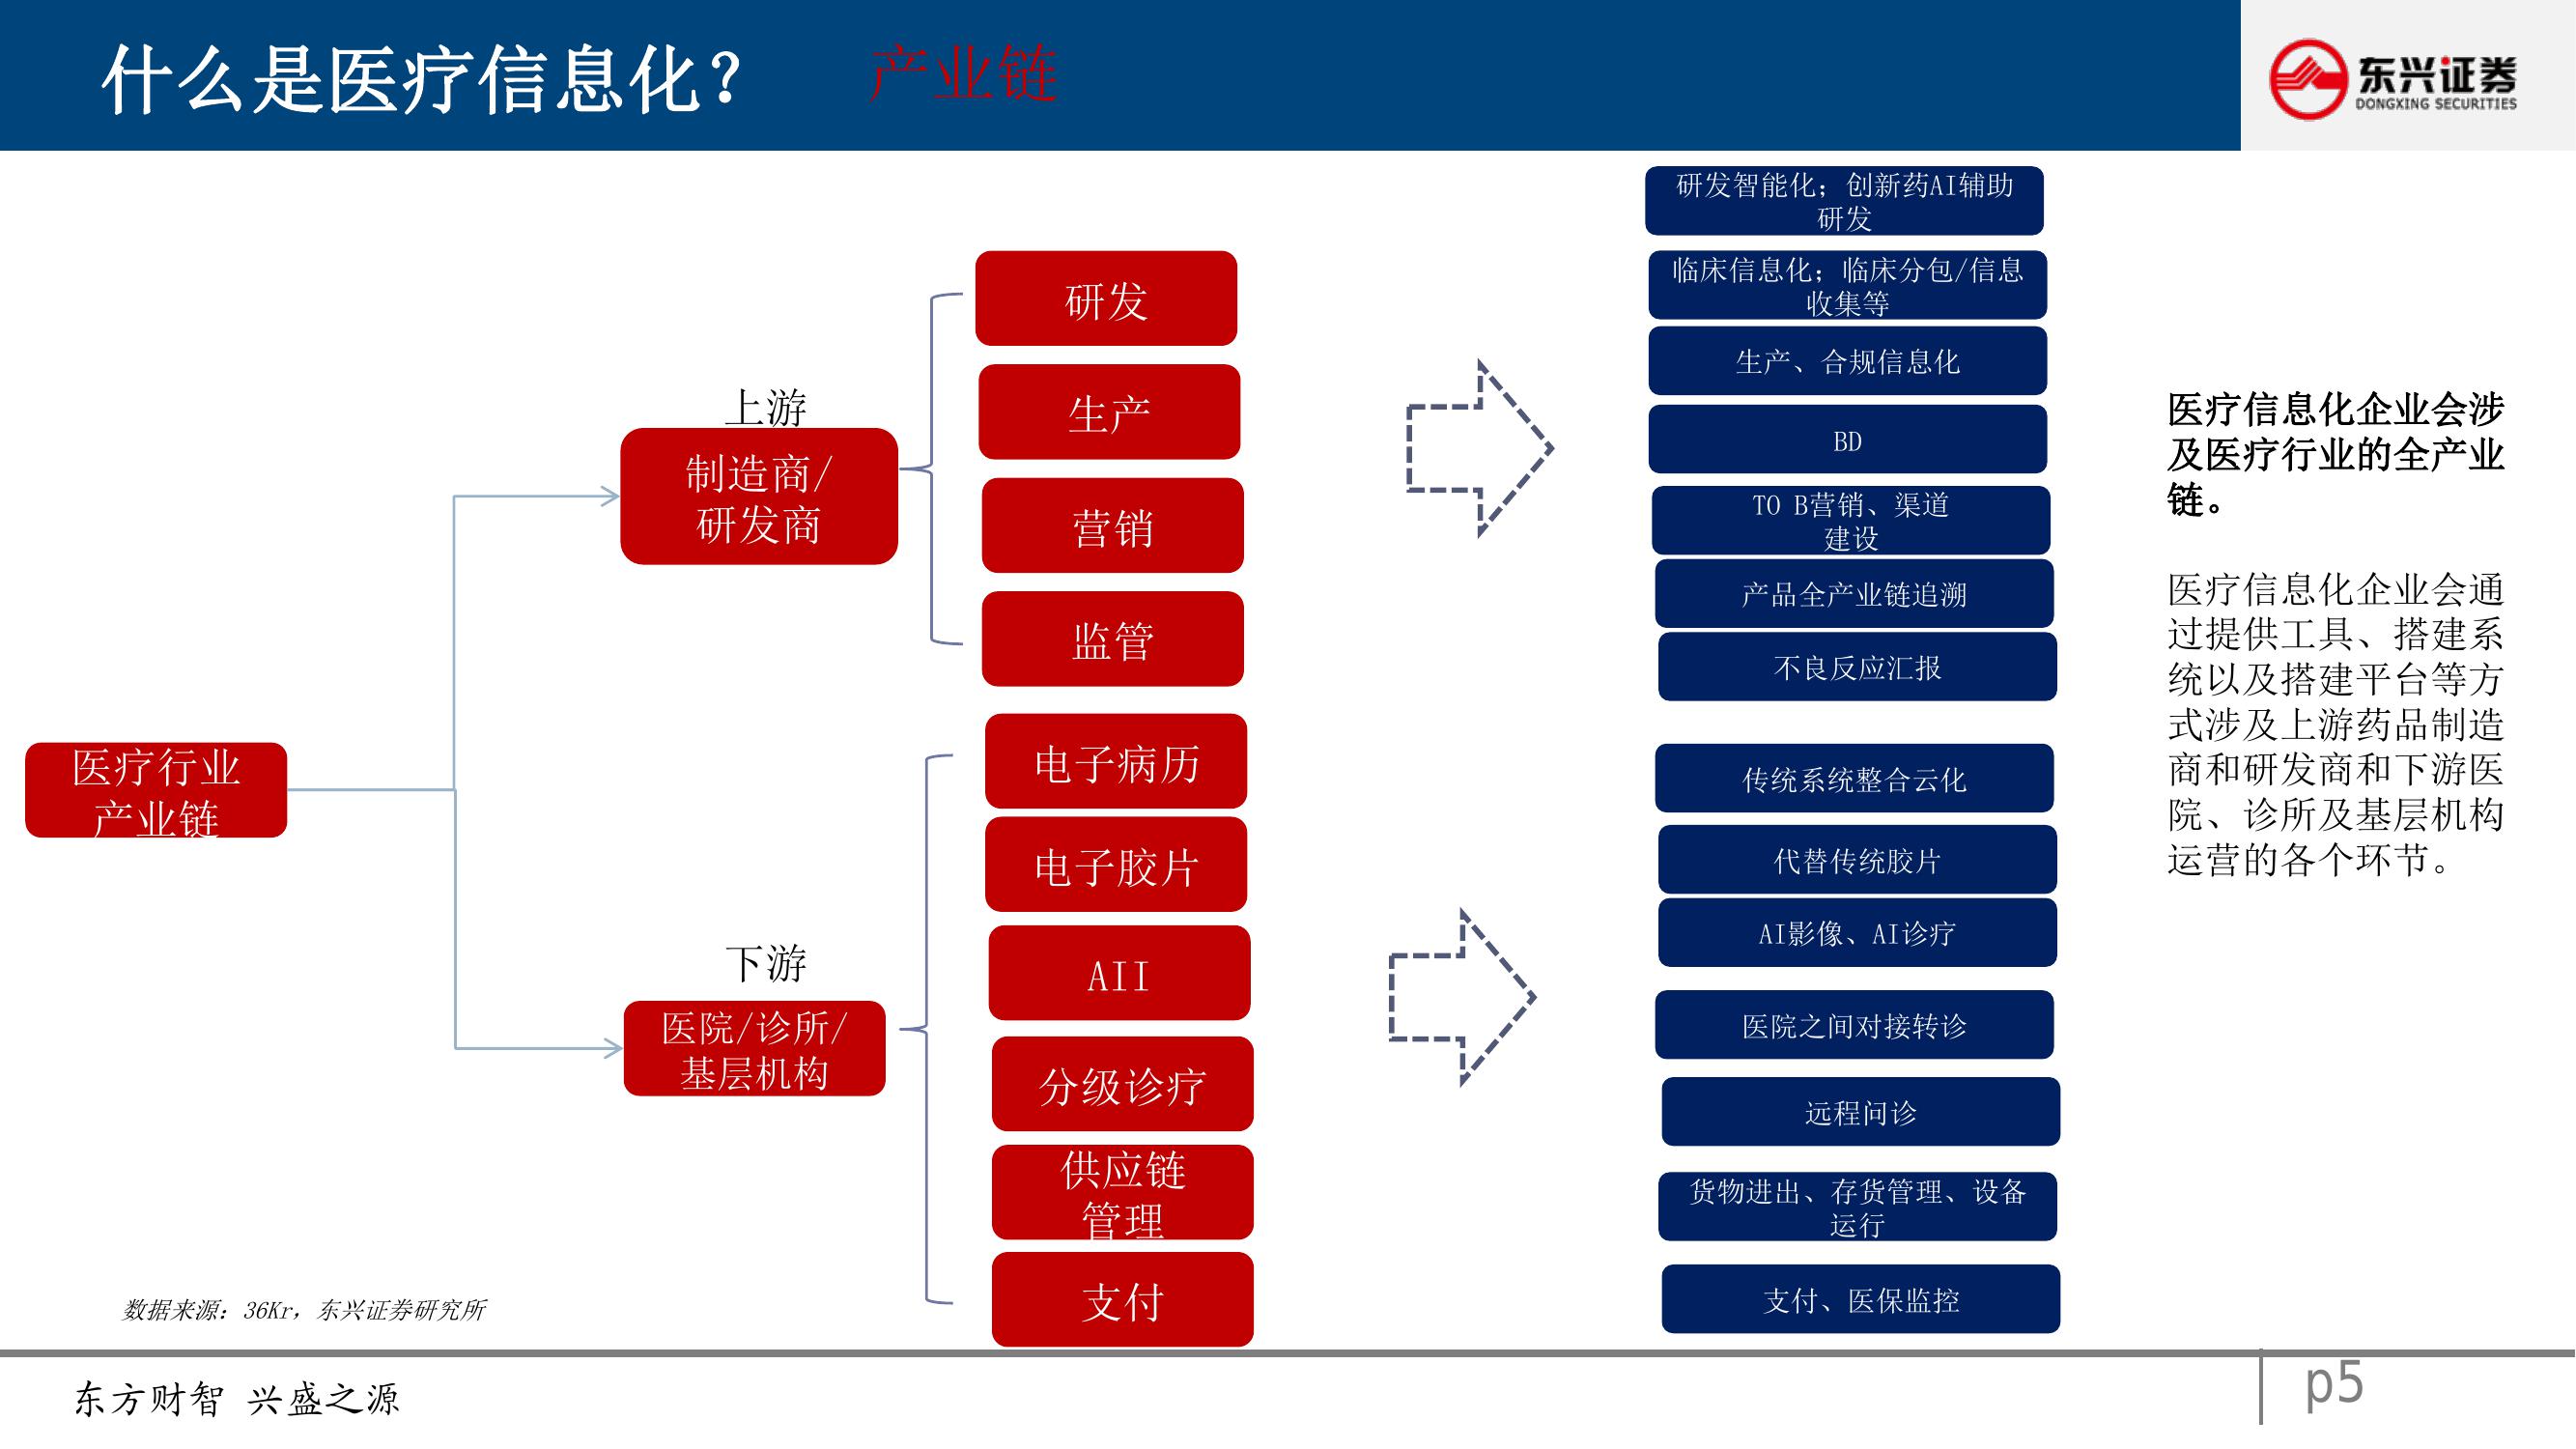 什么是医疗信息化？ 产业链
东兴证券
DONGXING SECURITIES
医疗行业
产业链
上游
制造商/
研发商
下游
医院/诊所/
基层机构
研发
生产
营销
监管
电子病历
电子胶片
AII
分级诊疗
供应链
管理
支付
研发智能化；创新药AI辅助
研发
临床信息化；临床分包/信息
收集等
生产、合规信息化
BD
TO B营销、渠道
建设
产品全产业链追溯
不良反应汇报
传统系统整合云化
代替传统胶片
AI影像、AI诊疗
医院之间对接转诊
远程问诊
货物进出、存货管理、设备
运行
支付、医保监控
医疗信息化企业会涉
及医疗行业的全产业
链。
医疗信息化企业会通
过提供工具、搭建系
统以及搭建平台等方
式涉及上游药品制造
商和研发商和下游医
院、诊所及基层机构
运营的各个环节。
数据来源：36Kr，东兴证券研究所
东方财智 兴盛之源
p5